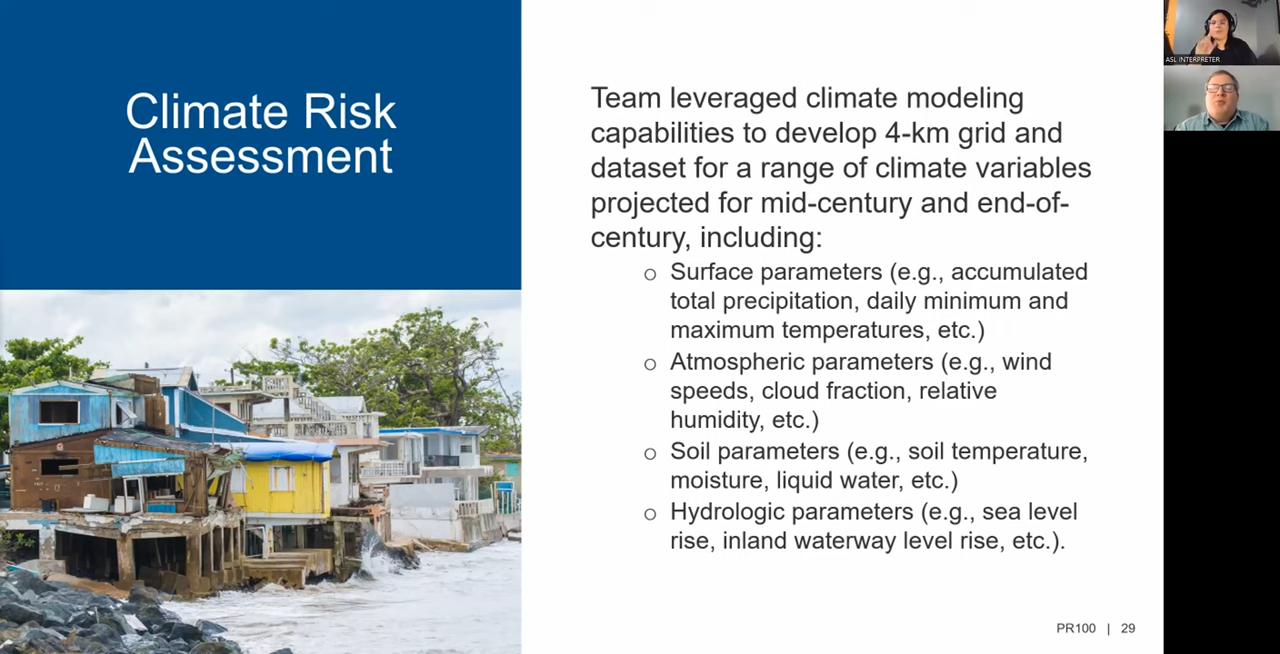 Climate Risk
Assessment
Team leveraged climate modeling
capabilities to develop 4-km grid and
dataset for a range of climate variables
projected for mid-century and end-of-
century, including:
o Surface parameters (e.g., accumulated
total precipitation, daily minimum and
maximum temperatures, etc.)
o Atmospheric parameters (e.g., wind
speeds, cloud fraction, relative
humidity, etc.)
o Soil parameters (e.g., soil temperature,
moisture, liquid water, etc.)
o Hydrologic parameters (e.g., sea level
rise, inland waterway level rise, etc.).
PR100 | 29
ASL INTERPRETER